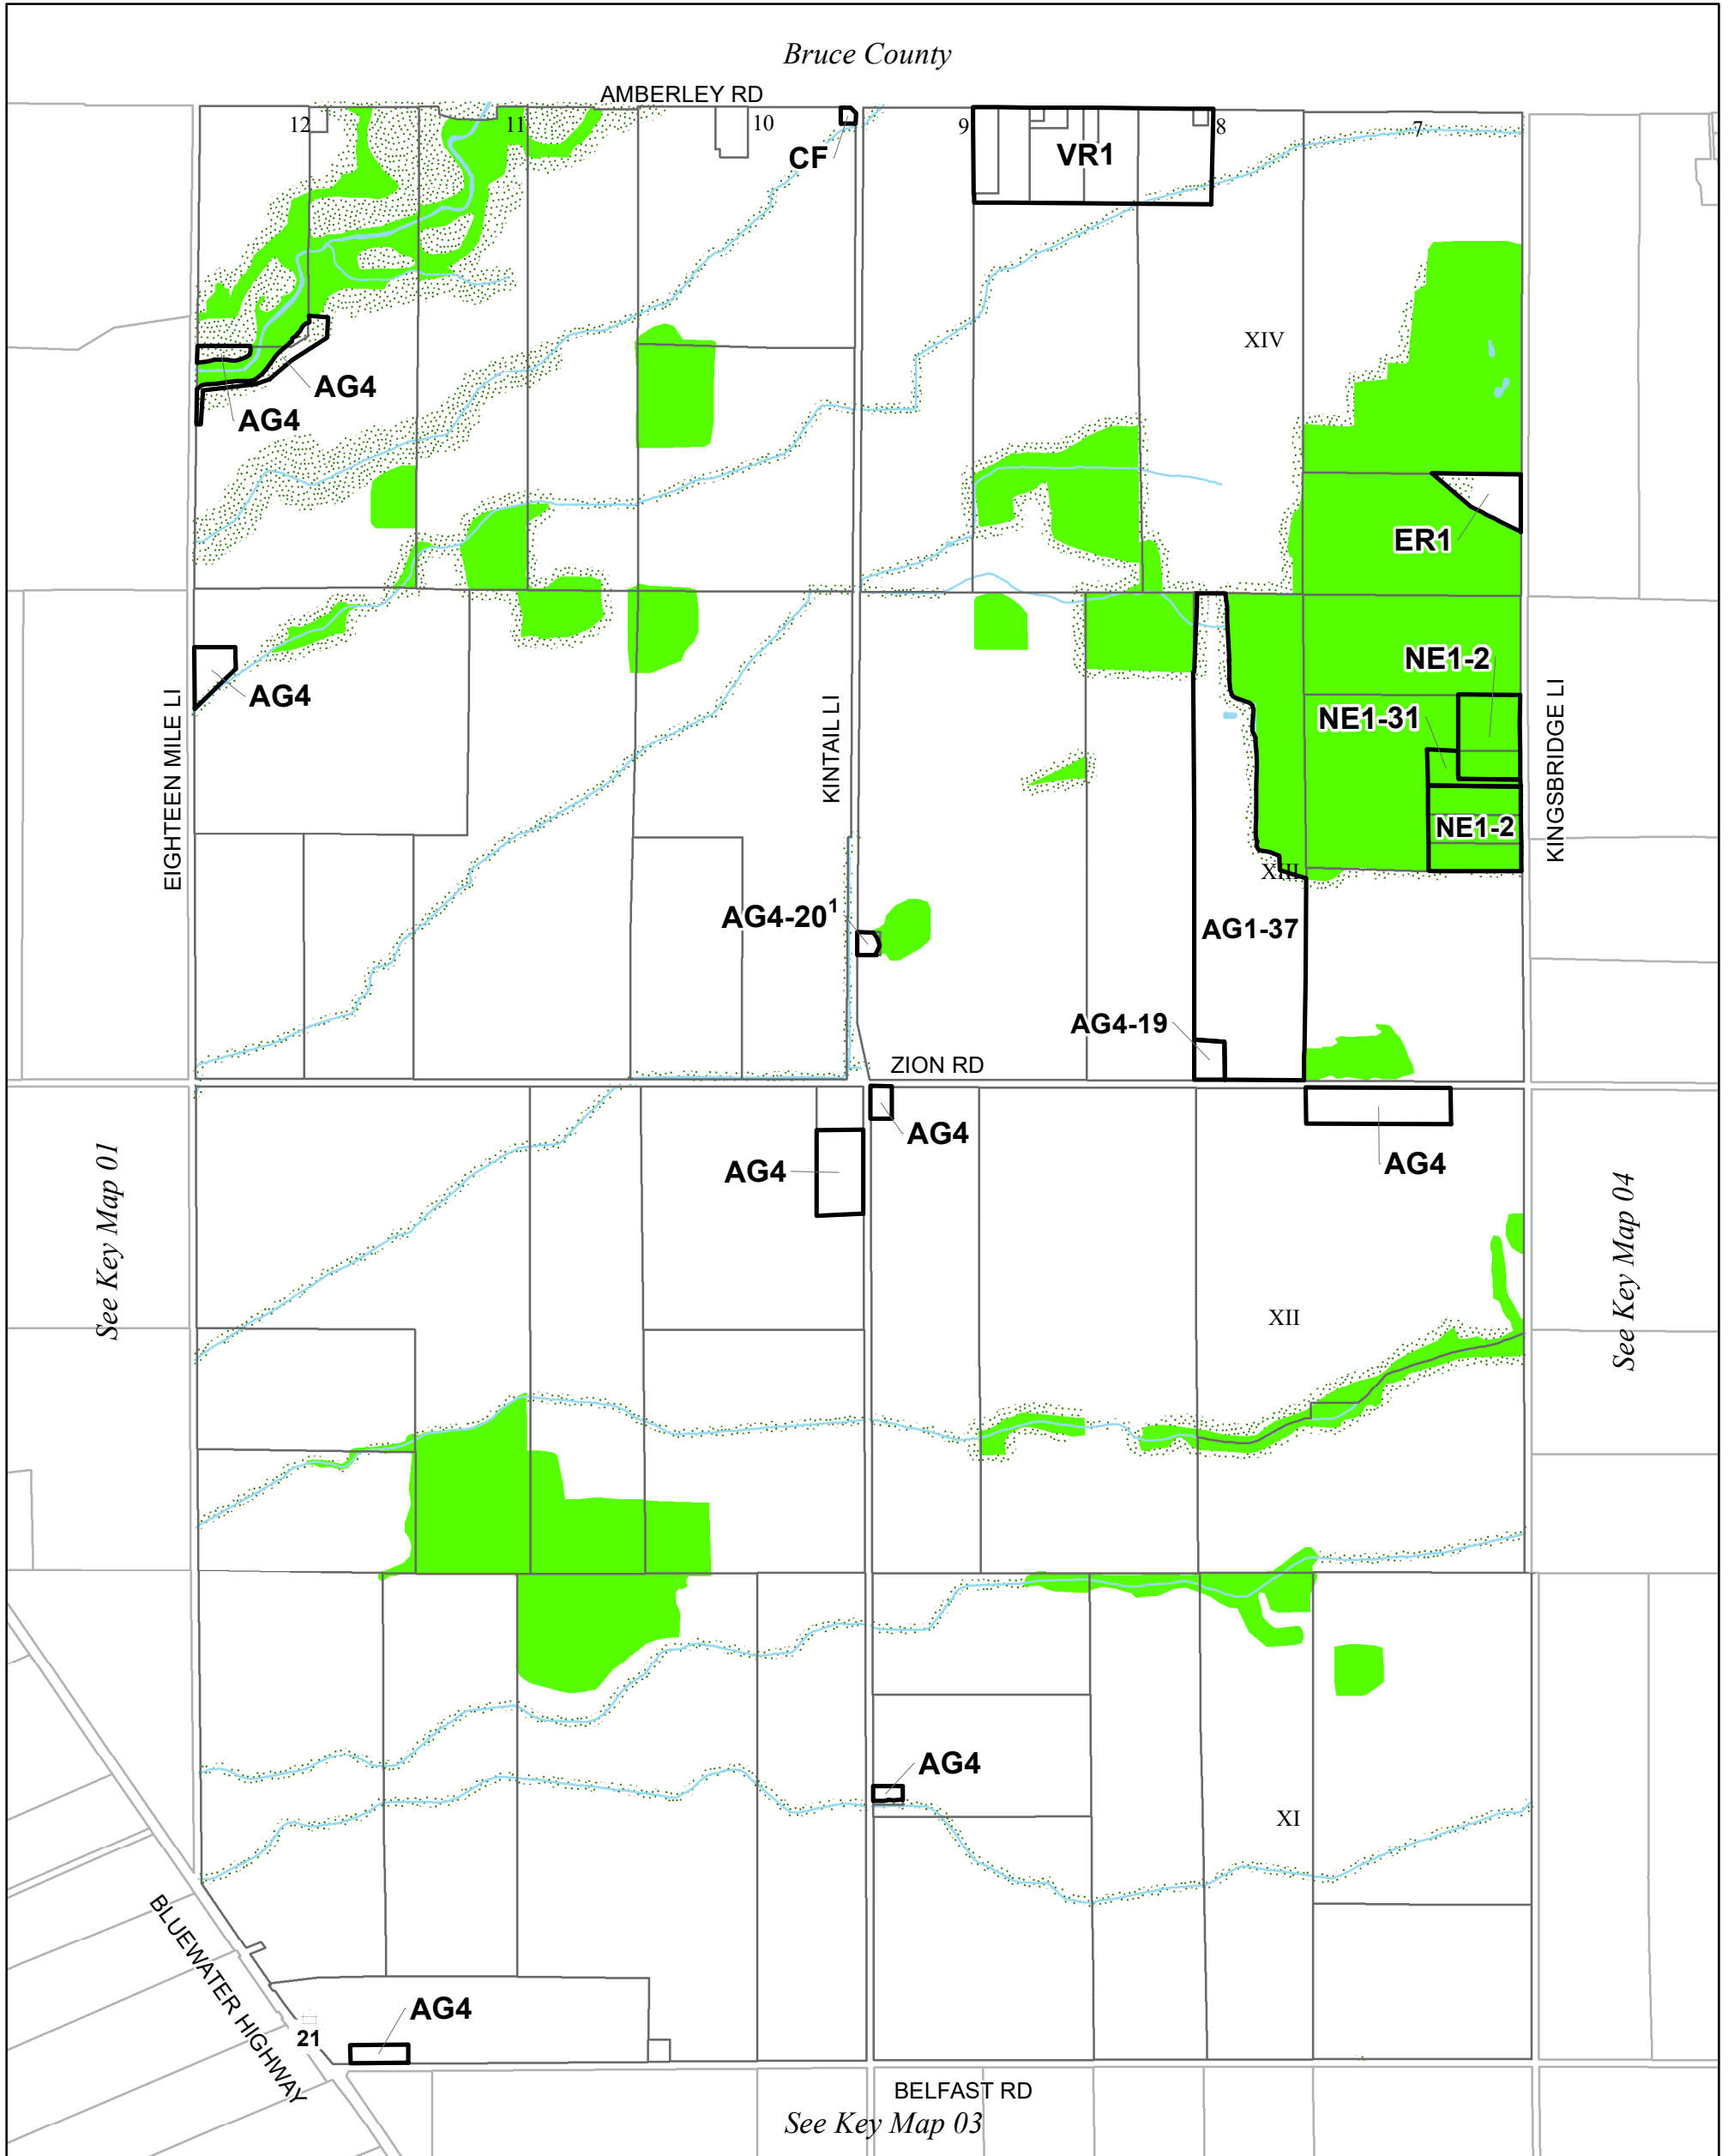 Bruce County
AMBERLEY RD
12
11
10
9
8
7
CF
VR1
XIV
AG4
AG4
ER1
AG4
NE1-2
NE1-31
NE1-2
EIGHTEEN MILE LI
KINTAIL LI
KINGSBRIDGE LI
XIII
AG4-20¹
AG1-37
AG4-19
ZION RD
AG4
AG4
AG4
See Key Map 01
See Key Map 04
XII
AG4
XI
BLUEWATER HIGHWAY
21
AG4
BELFAST RD
See Key Map 03